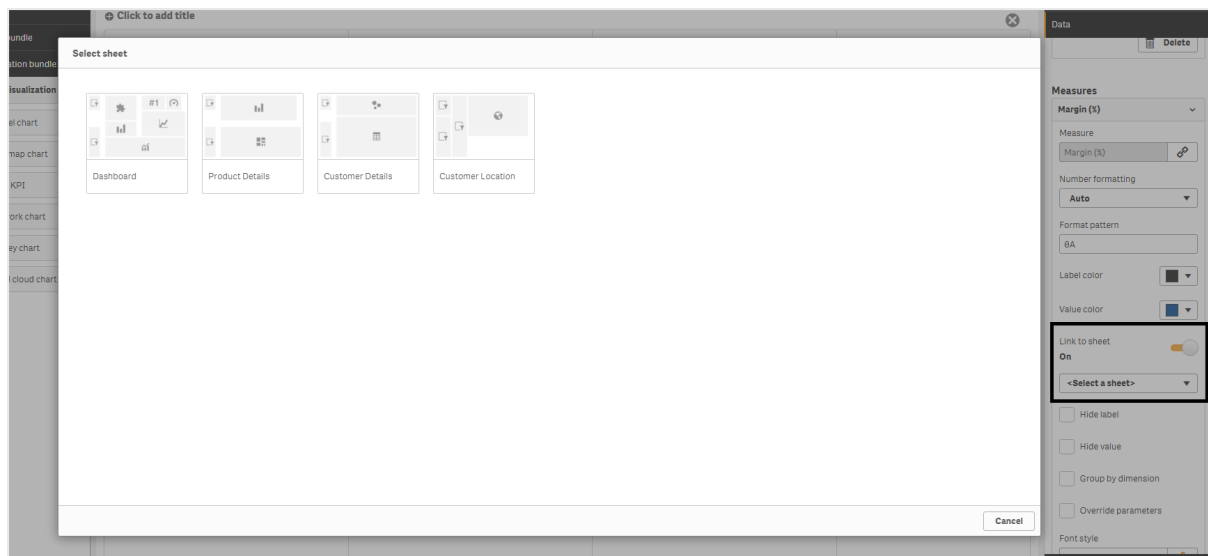 Click to add title
Data
undle
Delete
ation bundle
Select sheet
isualization
Measures
Margin (%)
el chart
Measure
map chart
Margin (%)
KPI
Number formatting
Auto
ork chart
Format pattern
ey chart
0A
l cloud chart
Label color
Value color
Link to sheet
On
<Select a sheet>
Hide label
Hide value
Group by dimension
Override parameters
Font style
#1
Dashboard
Product Details
Customer Details
Customer Location
Cancel